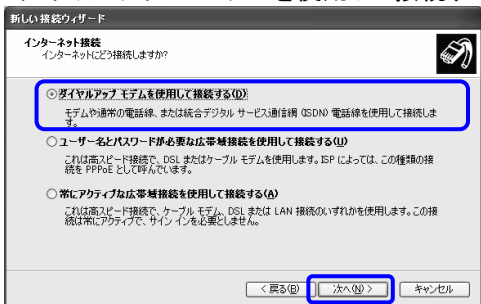 新しい接続ウィザード
インターネット接続
インターネットにどう接続しますか?
ダイヤルアップ モデムを使用して接続する(D)
モデムや通常の電話線、または統合デジタル サービス通信網 (ISDN) 電話線を使用して接続しま
す。
ユーザー名とパスワードが必要な広帯域接続を使用して接続する(U)
これは高スピード接続で、DSL またはケーブル モデムを使用します。ISP によっては、この種類の接
続を PPPoE として呼んでいます。
常にアクティブな広帯域接続を使用して接続する(A)
これは高スピード接続で、ケーブル モデム、DSL または LAN 接続のいずれかを使用します。この接
続は常にアクティブで、サイン インを必要としません。
< 戻る(B)
次へ(N) >
キャンセル